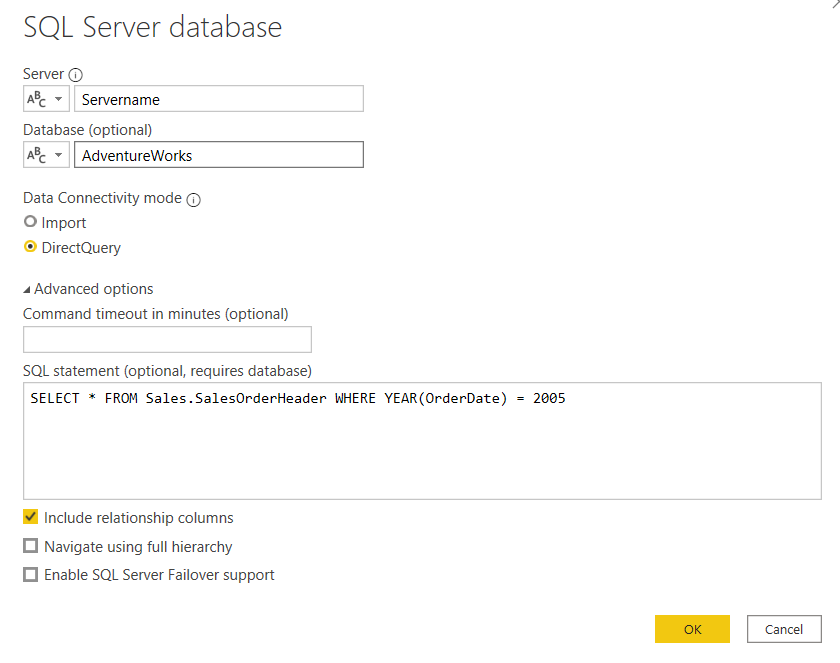 SQL Server database
Server
ABC Servername
Database (optional)
ABC AdventureWorks
Data Connectivity mode
Import
DirectQuery
Advanced options
Command timeout in minutes (optional)
SQL statement (optional, requires database)
SELECT * FROM Sales.SalesOrderHeader WHERE YEAR(OrderDate) = 2005
Include relationship columns
Navigate using full hierarchy
Enable SQL Server Failover support
OK Cancel